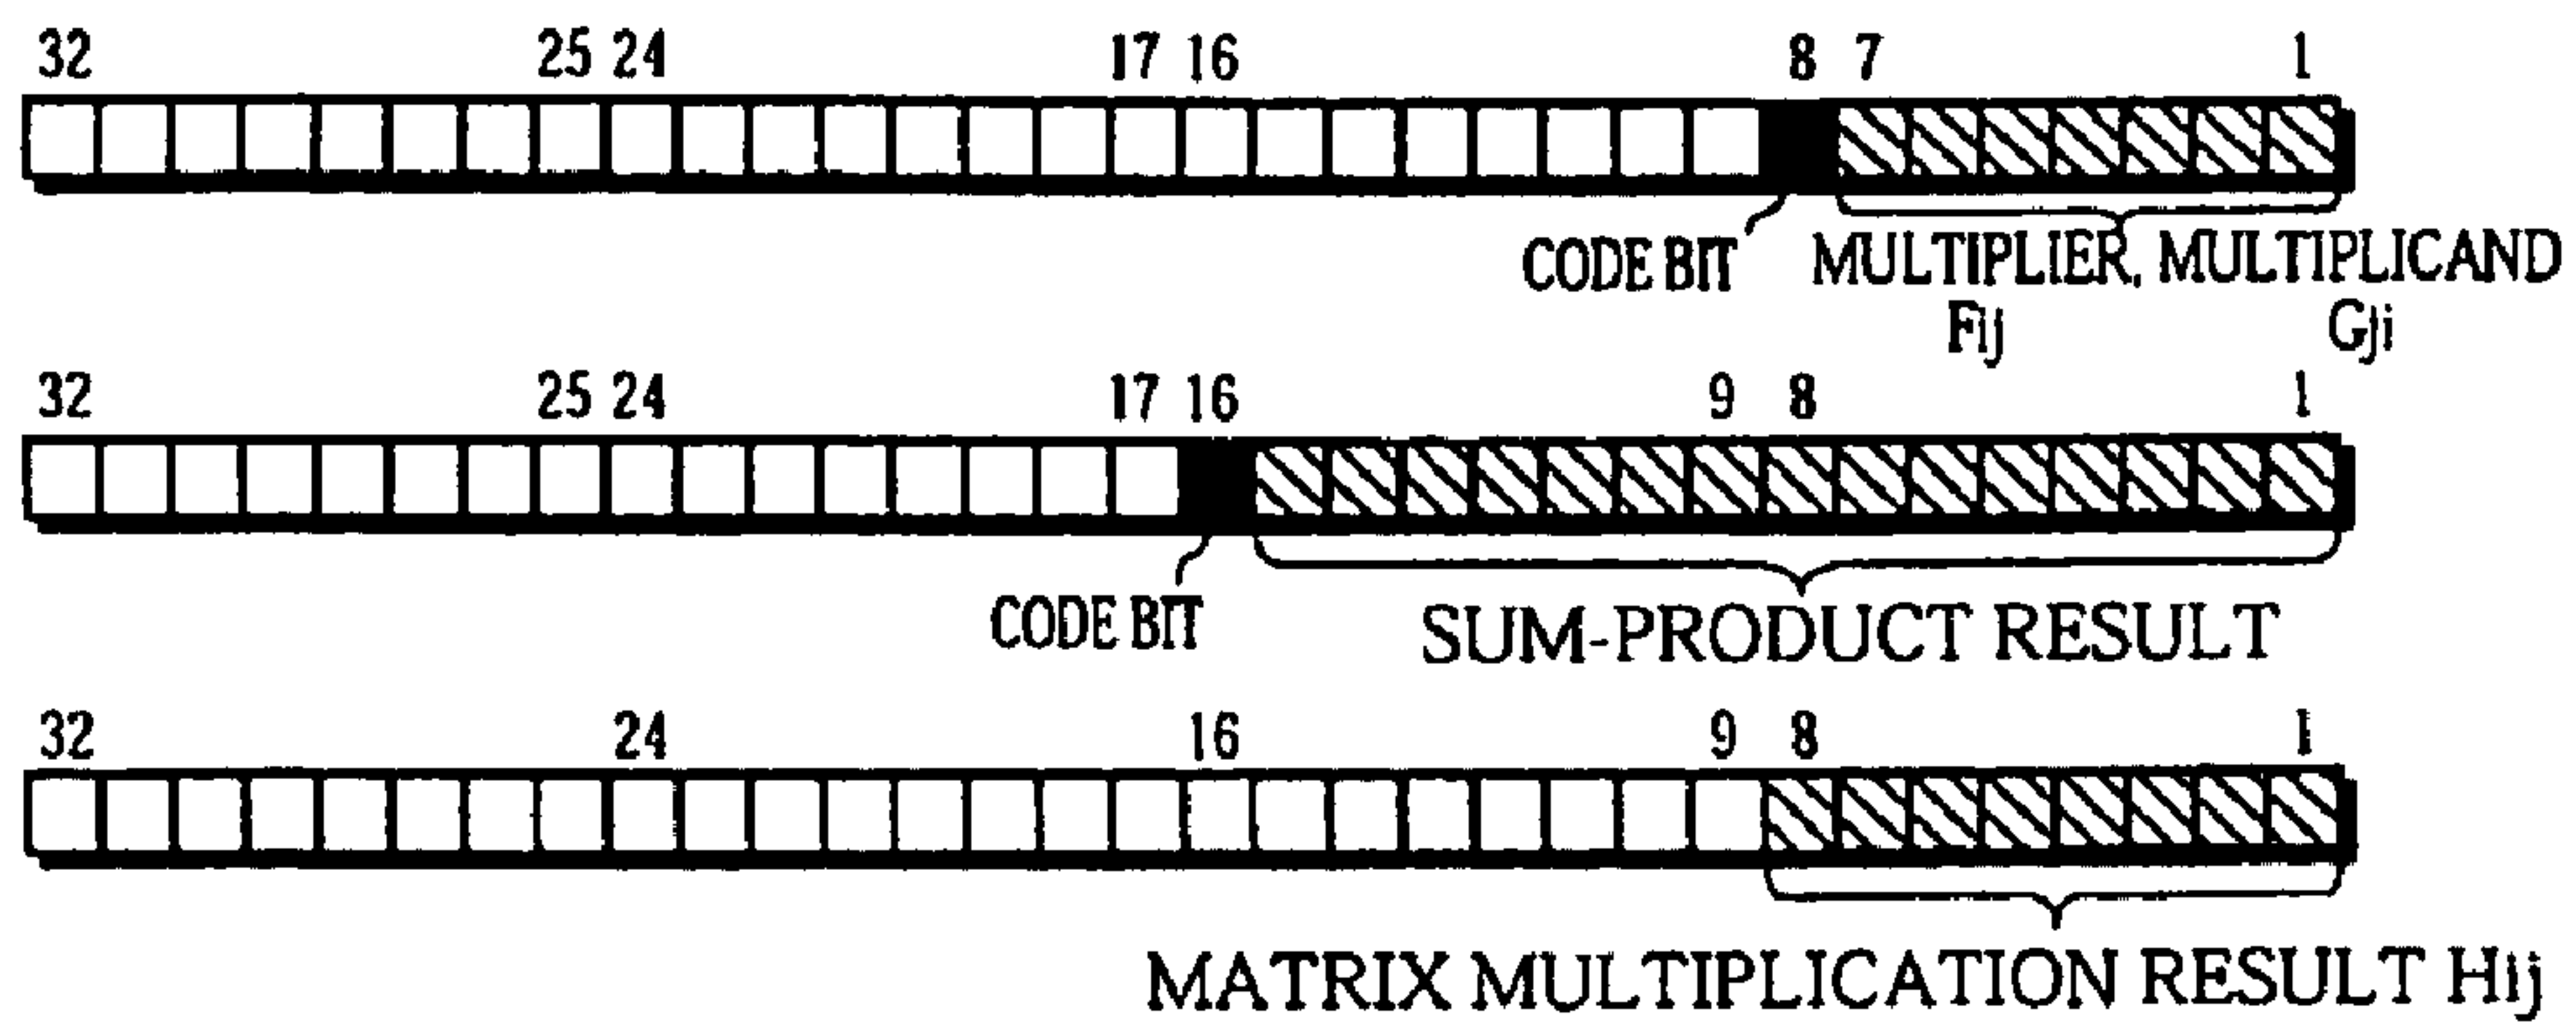 32 25 24 17 16 8 7 1
CODE BIT MULTIPLIER, MULTIPLICAND
Fij Gji
32 25 24 17 16 9 8 1
CODE BIT SUM-PRODUCT RESULT
32 24 16 9 8 1
MATRIX MULTIPLICATION RESULT Hij